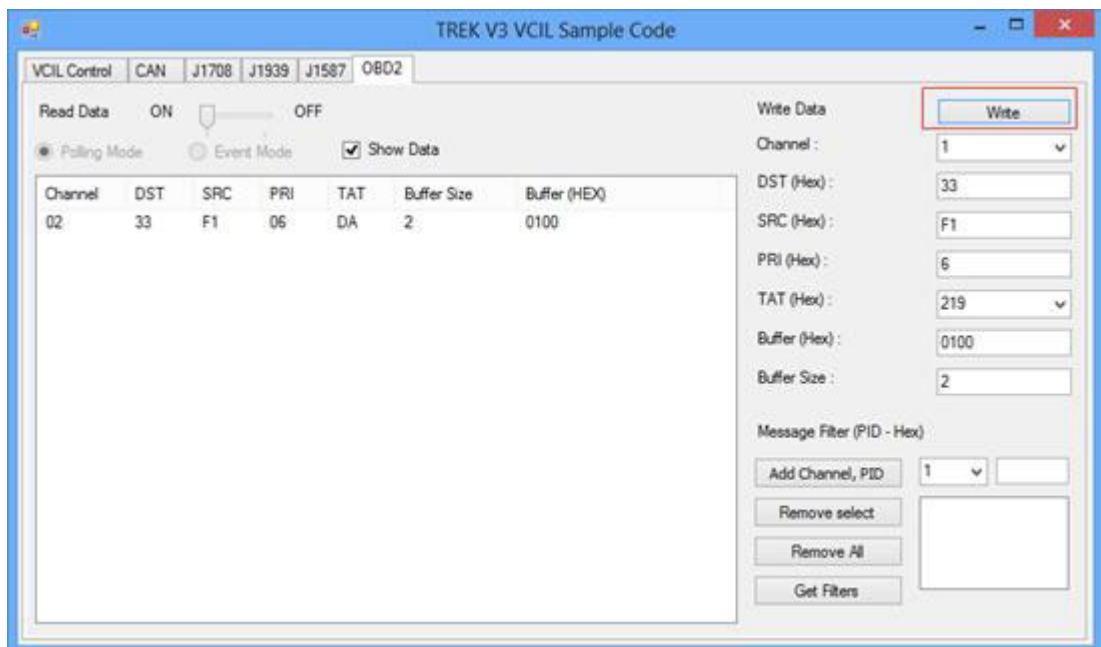 TREK V3 VCIL Sample Code
VCIL Control CAN J1708 J1939 J1587 OBD2
Read Data ON OFF
Polling Mode Event Mode Show Data
Channel DST SRC PRI TAT Buffer Size Buffer (HEX)
02 33 F1 06 DA 2 0100
Write Data Write
Channel : 1
DST (Hex) : 33
SRC (Hex) : F1
PRI (Hex) : 6
TAT (Hex) : 219
Buffer (Hex) : 0100
Buffer Size : 2
Message Filter (PID - Hex)
Add Channel, PID 1
Remove select
Remove All
Get Filters